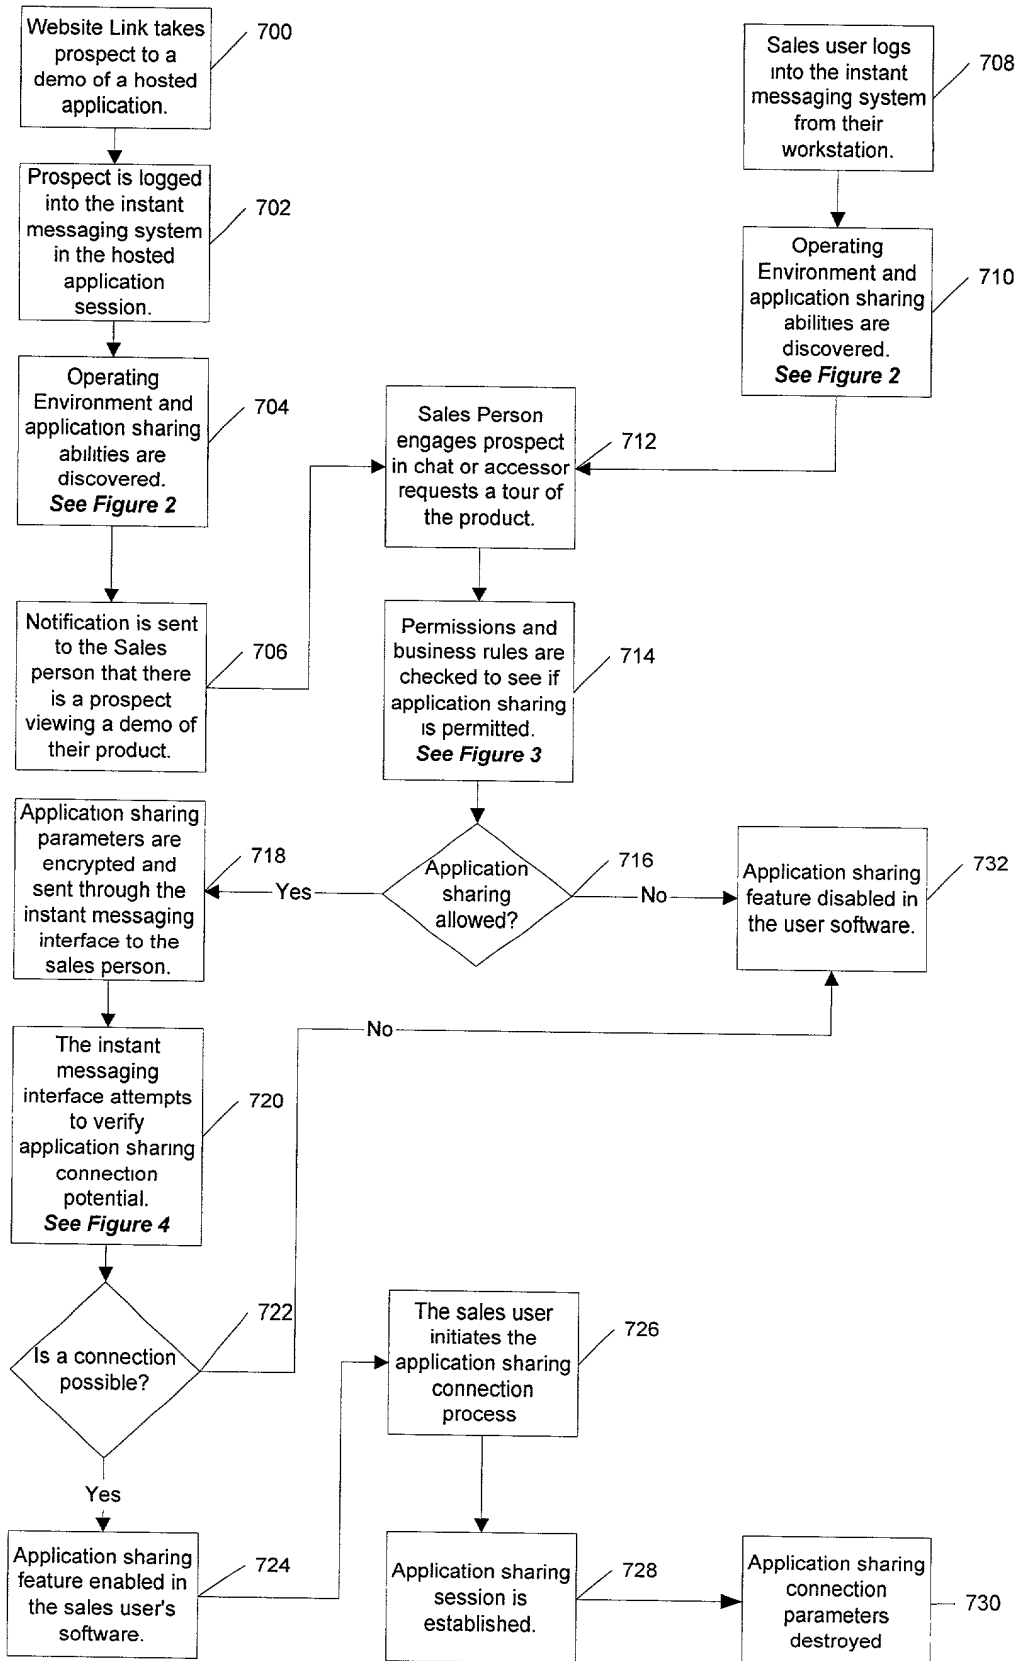 Website Link takes
prospect to a
demo of a hosted
application.
700
Sales user logs
into the instant
messaging system
from their
workstation.
708
Prospect is logged
into the instant
messaging system
in the hosted
application
session.
702
Operating
Environment and
application sharing
abilities are
discovered.
See Figure 2
710
Operating
Environment and
application sharing
abilities are
discovered.
See Figure 2
704
Sales Person
engages prospect
in chat or accessor
requests a tour of
the product.
712
Notification is sent
to the Sales
person that there
is a prospect
viewing a demo of
their product.
706
Permissions and
business rules are
checked to see if
application sharing
is permitted.
See Figure 3
714
Application sharing
parameters are
encrypted and
sent through the
instant messaging
interface to the
sales person.
718
Yes
Application
sharing
allowed?
716
No
Application sharing
feature disabled in
the user software.
732
No
The instant
messaging
interface attempts
to verify
application sharing
connection
potential.
See Figure 4
720
Is a connection
possible?
722
Yes
The sales user
initiates the
application sharing
connection
process
726
Application sharing
feature enabled in
the sales user's
software.
724
Application sharing
session is
established.
728
Application sharing
connection
parameters
destroyed
730